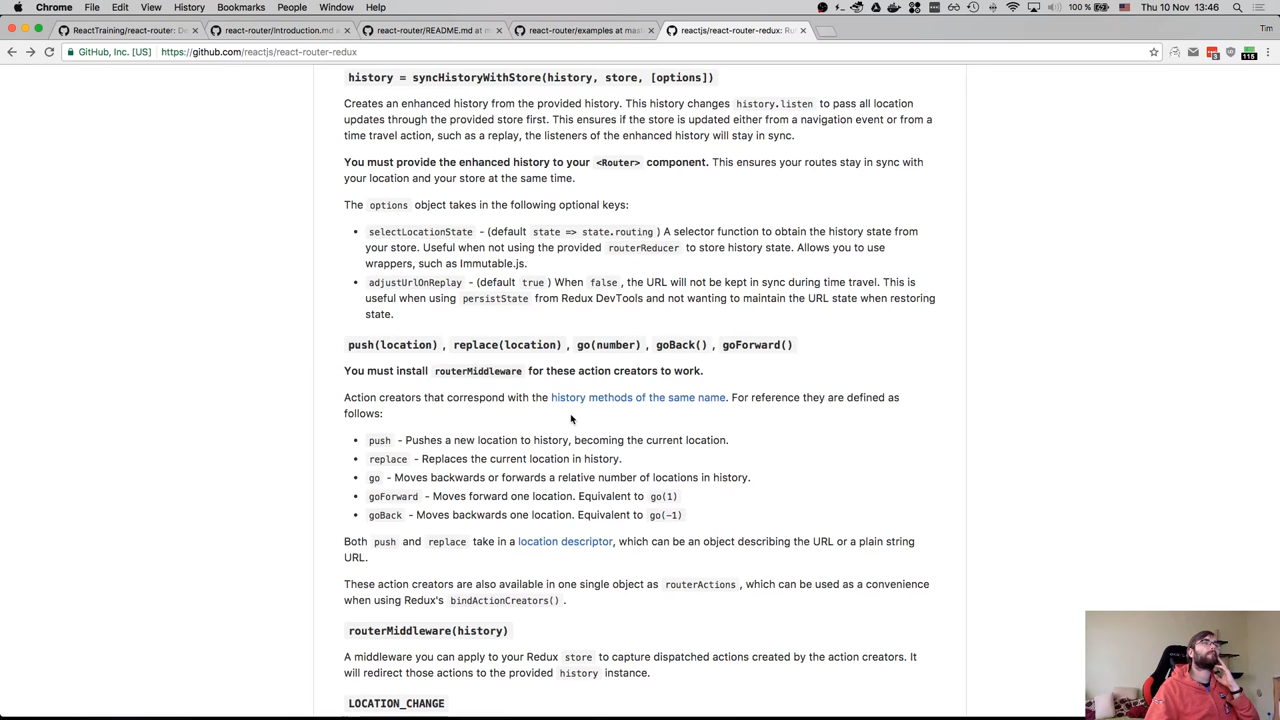 Chrome File Edit View History Bookmarks People Window Help
100 % Thu 10 Nov 13:46
ReactTraining/react-router: De
react-router/Introduction.md a
react-router/README.md at m
react-router/examples at mast
reactjs/react-router-redux: Ru
Tim
GitHub, Inc. [US] https://github.com/reactjs/react-router-redux
history = syncHistoryWithStore(history, store, [options])
Creates an enhanced history from the provided history. This history changes history.listen to pass all location
updates through the provided store first. This ensures if the store is updated either from a navigation event or from a
time travel action, such as a replay, the listeners of the enhanced history will stay in sync.
You must provide the enhanced history to your <Router> component. This ensures your routes stay in sync with
your location and your store at the same time.
The options object takes in the following optional keys:
• selectLocationState - (default state => state.routing ) A selector function to obtain the history state from
your store. Useful when not using the provided routerReducer to store history state. Allows you to use
wrappers, such as Immutable.js.
• adjustUrlOnReplay - (default true ) When false , the URL will not be kept in sync during time travel. This is
useful when using persistState from Redux DevTools and not wanting to maintain the URL state when restoring
state.
push(location) , replace(location) , go(number) , goBack() , goForward()
You must install routerMiddleware for these action creators to work.
Action creators that correspond with the history methods of the same name. For reference they are defined as
follows:
• push - Pushes a new location to history, becoming the current location.
• replace - Replaces the current location in history.
• go - Moves backwards or forwards a relative number of locations in history.
• goForward - Moves forward one location. Equivalent to go(1)
• goBack - Moves backwards one location. Equivalent to go(-1)
Both push and replace take in a location descriptor, which can be an object describing the URL or a plain string
URL.
These action creators are also available in one single object as routerActions , which can be used as a convenience
when using Redux's bindActionCreators() .
routerMiddleware(history)
A middleware you can apply to your Redux store to capture dispatched actions created by the action creators. It
will redirect those actions to the provided history instance.
LOCATION_CHANGE